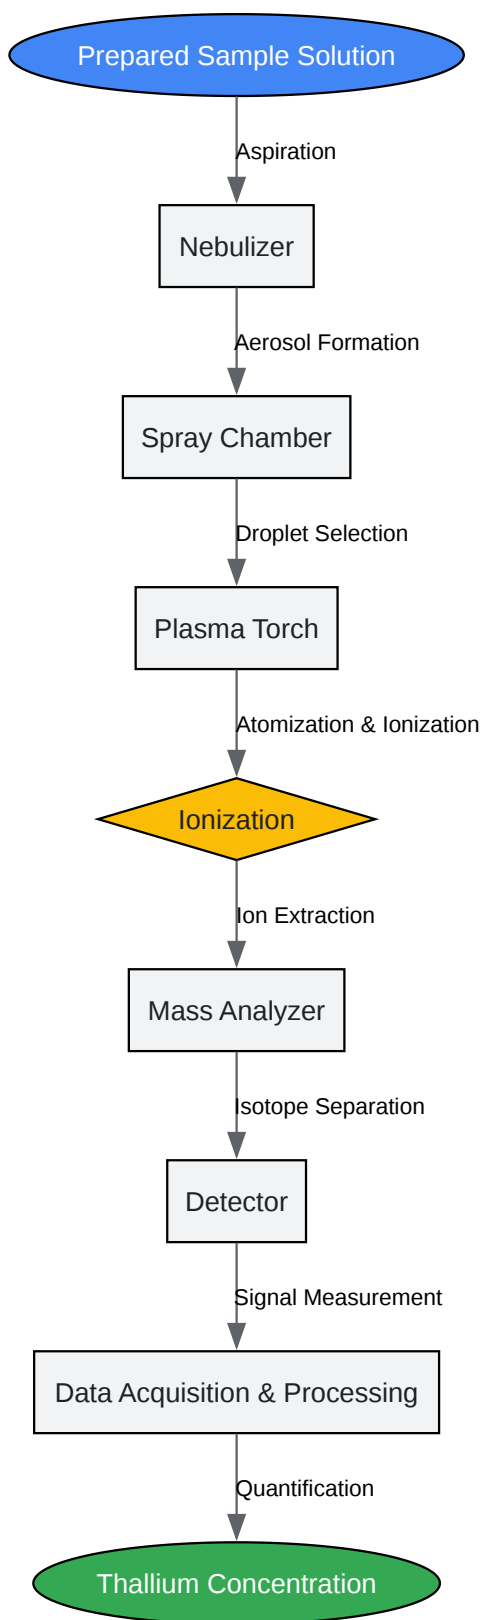 Prepared Sample Solution
Aspiration
Nebulizer
Aerosol Formation
Spray Chamber
Droplet Selection
Plasma Torch
Atomization & Ionization
Ionization
Ion Extraction
Mass Analyzer
Isotope Separation
Detector
Signal Measurement
Data Acquisition & Processing
Quantification
Thallium Concentration